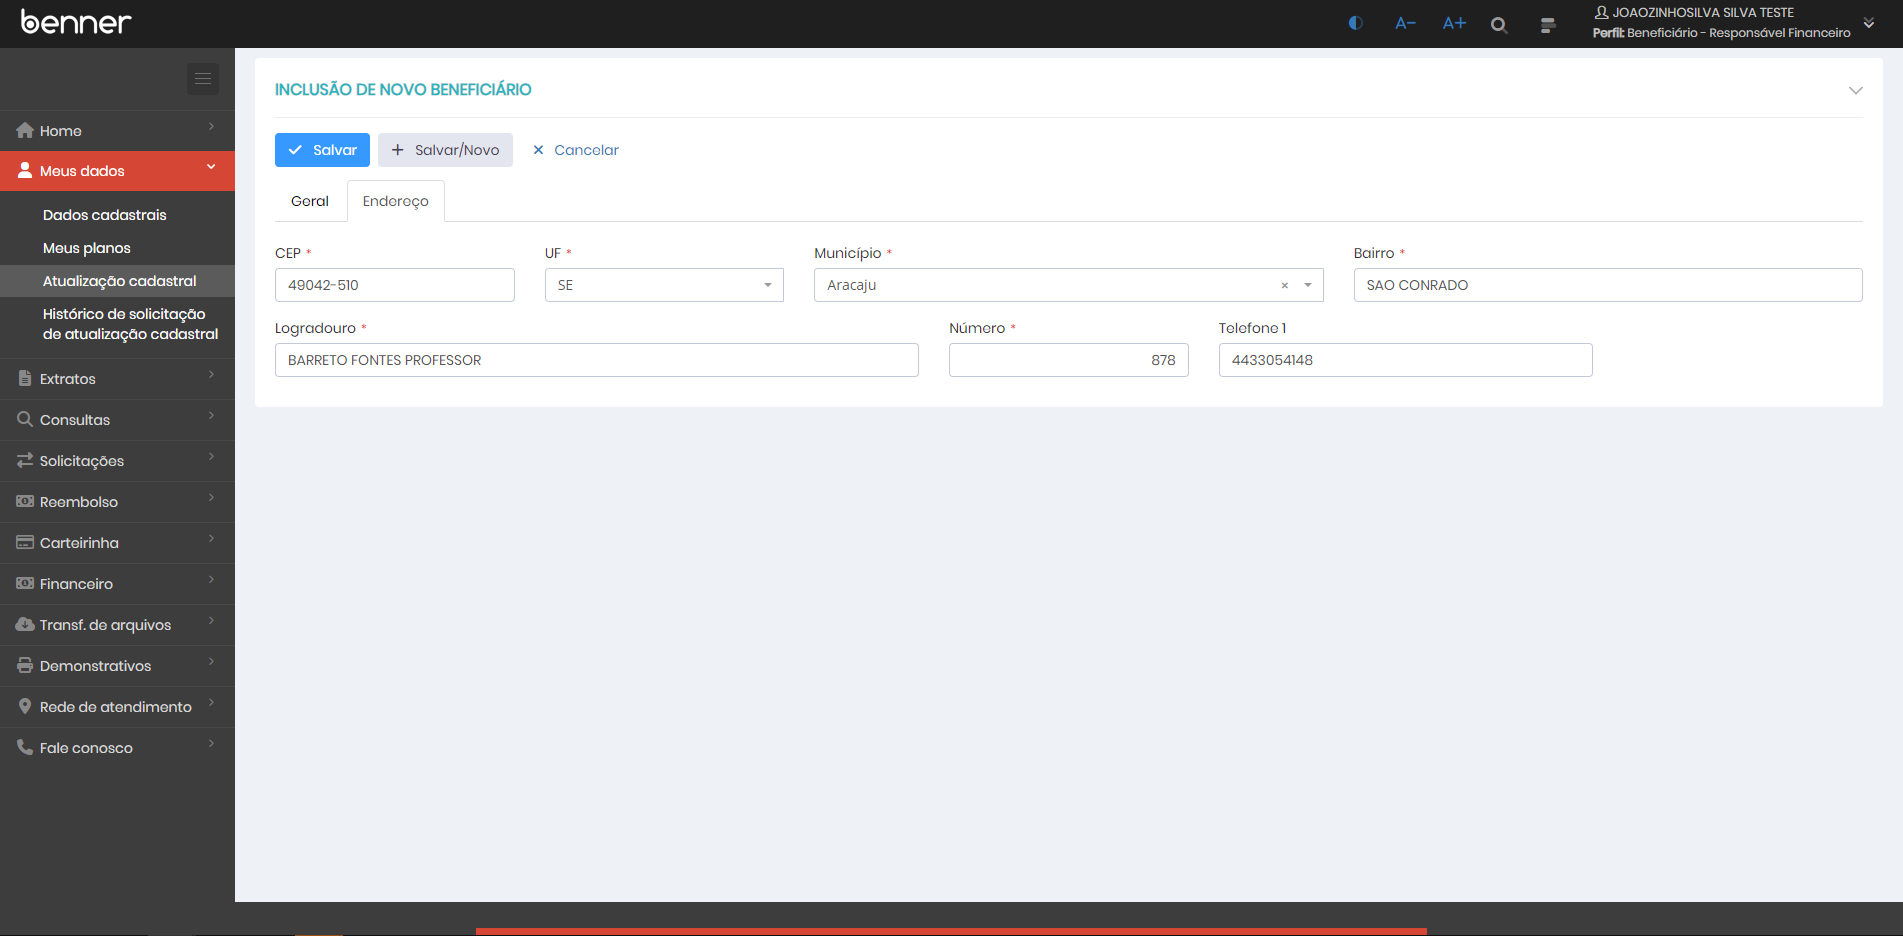 benner
A- A+
JOAOZINHOSILVA SILVA TESTE
Perfil: Beneficiário - Responsável Financeiro
Home
Meus dados
Dados cadastrais
Meus planos
Atualização cadastral
Histórico de solicitação
de atualização cadastral
Extratos
Consultas
Solicitações
Reembolso
Carteirinha
Financeiro
Transf. de arquivos
Demonstrativos
Rede de atendimento
Fale conosco
INCLUSÃO DE NOVO BENEFICIÁRIO
Salvar Salvar/Novo Cancelar
Geral Endereço
CEP * UF * Município * Bairro *
49042-510 SE Aracaju × SAO CONRADO
Logradouro * Número * Telefone 1
BARRETO FONTES PROFESSOR 878 4433054148